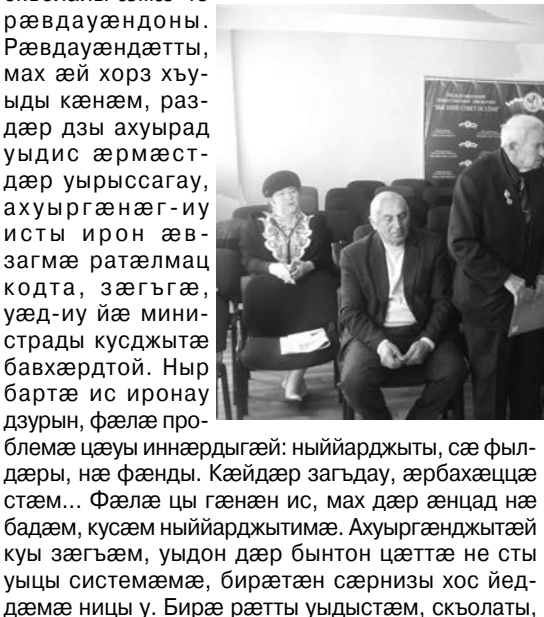 рæвдауæндоны.
Рæвдауæндæтты,
мах æй хорз хъу-
ыды кæнæм, раз-
дæр дзы ахуырад
уыдис æрмæст-
дæр уырыссагау,
ахуыргæнæг-иу
исты ирон æв-
загмæ ратæлмац
кодта, зæгъгæ,
уæд-иу йæ мини-
страды кусджытæ
бавхæрдтой. Ныр
бартæ ис иронау
дзурын, фæлæ про-
блемæ цæуы иннæрдыгæй: ныййарджыты, сæ фыл-
дæры, нæ фæнды. Кæйдæр загъдау, æрбахæццæ
стæм... Фæлæ цы гæнæн ис, мах дæр æнцад нæ
бадæм, кусæм ныййарджытимæ. Ахуыргæнджытæй
куы зæгъæм, уыдон дæр бынтон цæттæ не сты
уыцы системæмæ, бирæтæн сæрнизы хос йед-
дæмæ ницы у. Бирæ рæтты уыдыстæм, скъолаты,